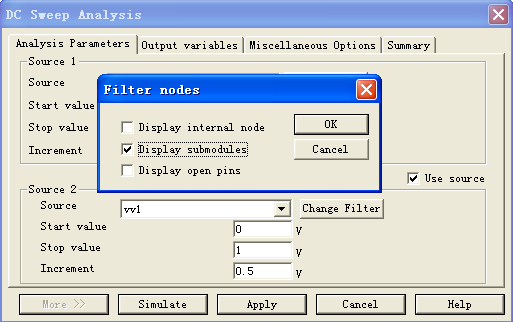 DC Sweep Analysis
Analysis Parameters Output variables Miscellaneous Options Summary
Source 1
Source
Start value
Stop value
Increment
Filter nodes
Display internal node
Display submodules
Display open pins
OK
Cancel
Use source
Source 2
Source vv1 Change Filter
Start value 0 V
Stop value 1 V
Increment 0.5 V
More >> Simulate Apply Cancel Help